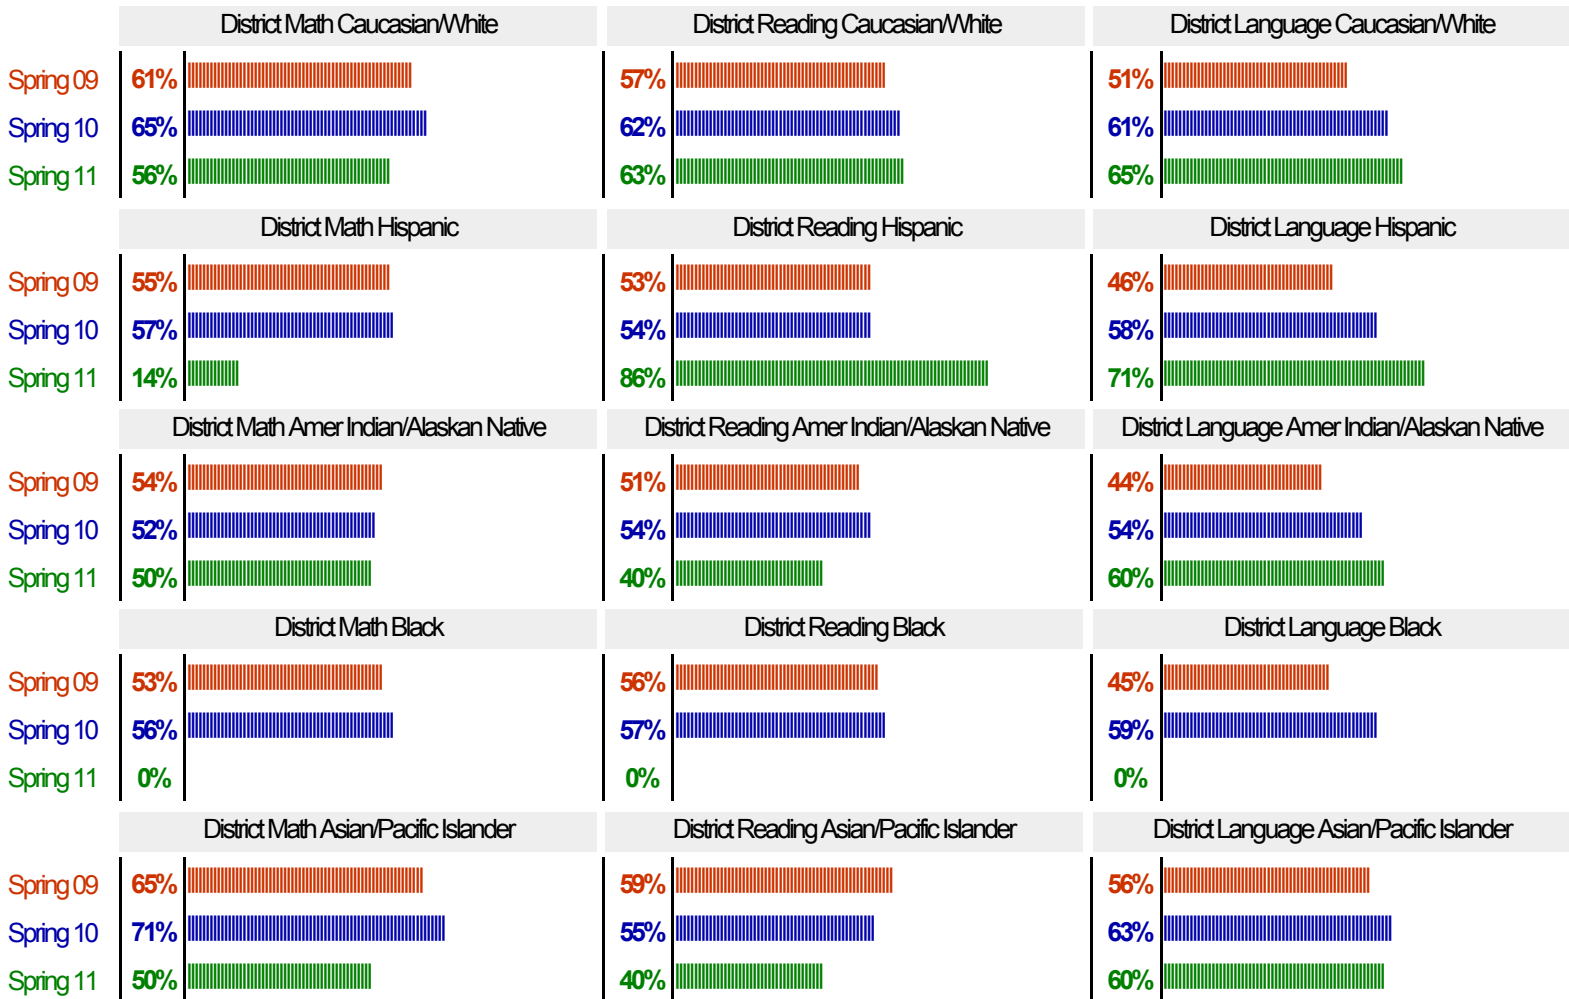 District Math Caucasian/White District Reading Caucasian/White District Language Caucasian/White
Spring 09 61% 57% 51%
Spring 10 65% 62% 61%
Spring 11 56% 63% 65%
District Math Hispanic District Reading Hispanic District Language Hispanic
Spring 09 55% 53% 46%
Spring 10 57% 54% 58%
Spring 11 14% 86% 71%
District Math Amer Indian/Alaskan Native District Reading Amer Indian/Alaskan Native District Language Amer Indian/Alaskan Native
Spring 09 54% 51% 44%
Spring 10 52% 54% 54%
Spring 11 50% 40% 60%
District Math Black District Reading Black District Language Black
Spring 09 53% 56% 45%
Spring 10 56% 57% 59%
Spring 11 0% 0% 0%
District Math Asian/Pacific Islander District Reading Asian/Pacific Islander District Language Asian/Pacific Islander
Spring 09 65% 59% 56%
Spring 10 71% 55% 63%
Spring 11 50% 40% 60%